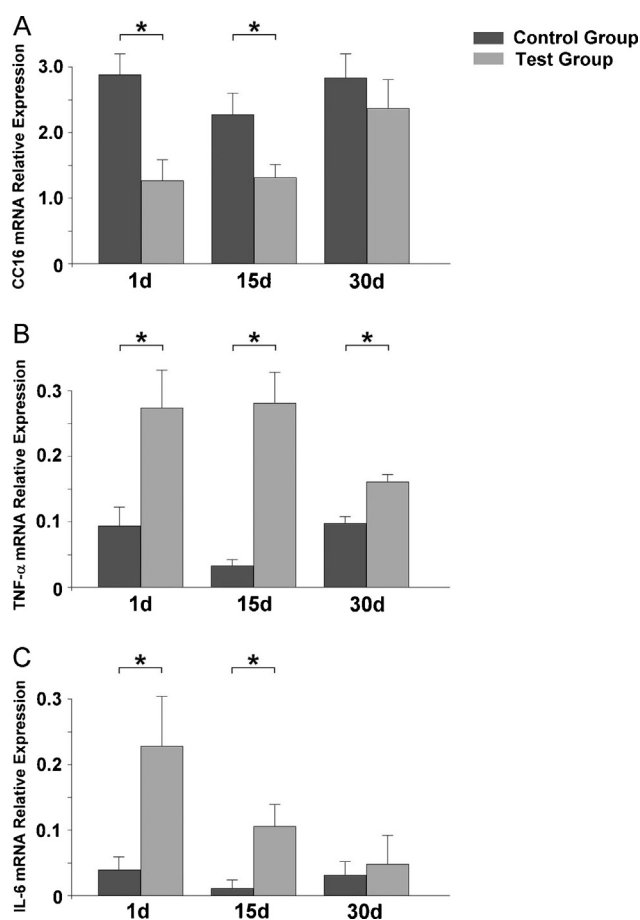 A
* *
Control Group
Test Group
CC16 mRNA Relative Expression
3.0
2.0
1.0
0
1d 15d 30d
B
* * *
TNF-α mRNA Relative Expression
0.3
0.2
0.1
0
1d 15d 30d
C
* *
IL-6 mRNA Relative Expression
0.3
0.2
0.1
0
1d 15d 30d